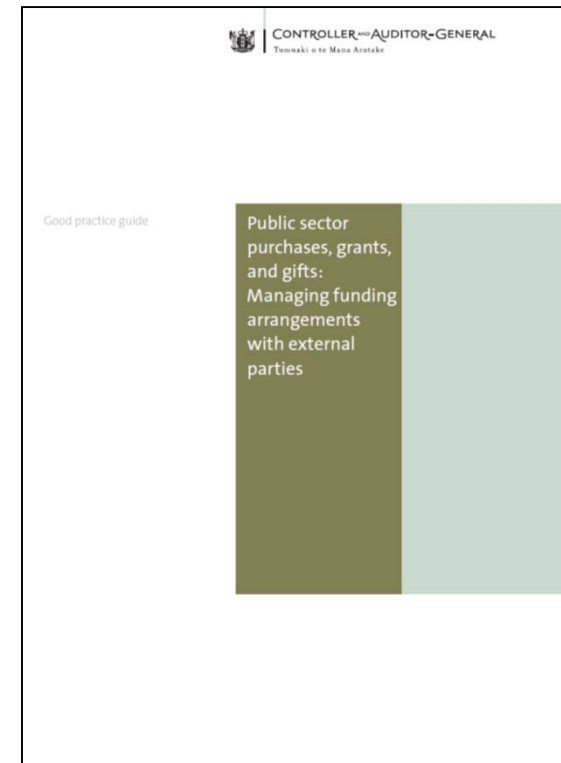 CONTROLLER AND AUDITOR-GENERAL
Tumuaki o te Mana Arotake
Good practice guide
Public sector
purchases, grants,
and gifts:
Managing funding
arrangements
with external
parties